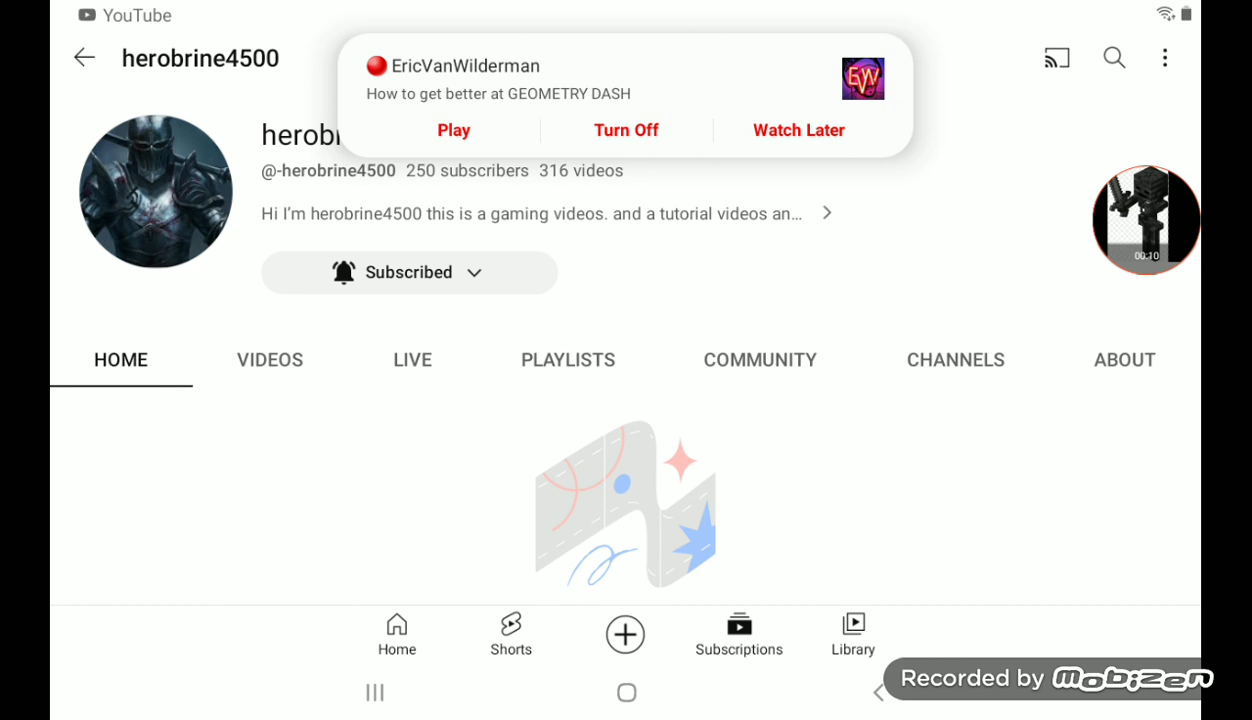 YouTube
herobrine4500
EricVanWilderman
How to get better at GEOMETRY DASH
EW
Play
Turn Off
Watch Later
herobr
@-herobrine4500 250 subscribers 316 videos
Hi I'm herobrine4500 this is a gaming videos. and a tutorial videos an...
00:10
Subscribed
HOME
VIDEOS
LIVE
PLAYLISTS
COMMUNITY
CHANNELS
ABOUT
Home
Shorts
Subscriptions
Library
Recorded by Mobizen